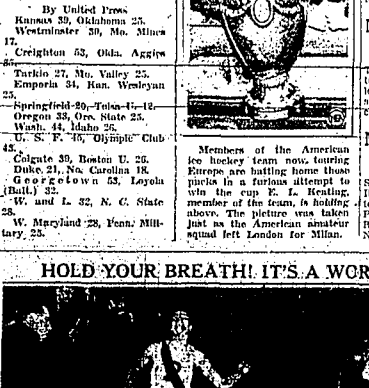 By United Press
Kansas 39, Oklahoma 25.
Westminster 30, Mo. Mines
17.
Creighton 53, Okla. Aggies
35.
Tarkio 27, Mo. Valley 25.
Emporia 34, Kan. Wesleyan
25.
Springfield 20, Tulsa U. 12.
Oregon 33, Ore. State 25.
Wash. 44, Idaho 26.
U. S. F. 45, Olympic Club
43.
Colgate 39, Boston U. 26.
Duke, 21, No. Carolina 18.
Georgetown 53, Loyola
(Balt.) 32.
W. and L. 32, N. C. State
28.
W. Maryland 28, Penn. Mili-
tary 25.
Members of the American
ice hockey team now touring
Europe are batting home those
pucks in a furious attempt to
win the cup E. L. Keating,
member of the team, is holding
above. The picture was taken
just as the American amateur
squad left London for Milan.
HOLD YOUR BREATH! IT'S A WOR